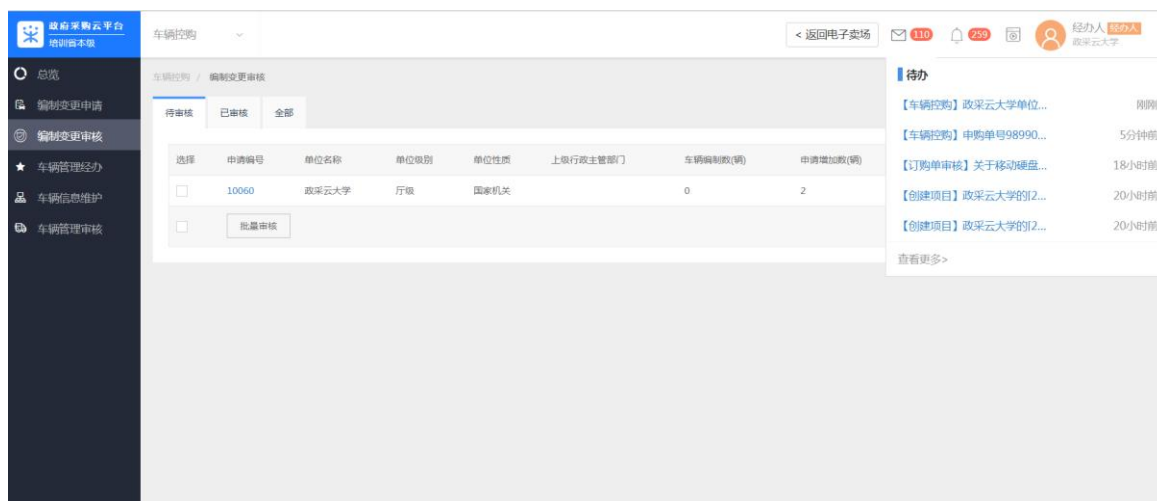 政府采购云平台
培训省本级
车辆控购
< 返回电子卖场
110
259
经办人 经办人
政采云大学
总览
编制变更申请
编制变更审核
车辆管理经办
车辆信息维护
车辆管理审核
车辆控购 / 编制变更审核
待审核 已审核 全部
选择 申请编号 单位名称 单位级别 单位性质 上级行政主管部门 车辆编制数(辆) 申请增加数(辆)
10060 政采云大学 厅级 国家机关 0 2
批量审核
待办
【车辆控购】政采云大学单位... 刚刚
【车辆控购】申购单号98990... 5分钟前
【订购单审核】关于移动硬盘... 18小时前
【创建项目】政采云大学的[2... 20小时前
【创建项目】政采云大学的[2... 20小时前
查看更多>